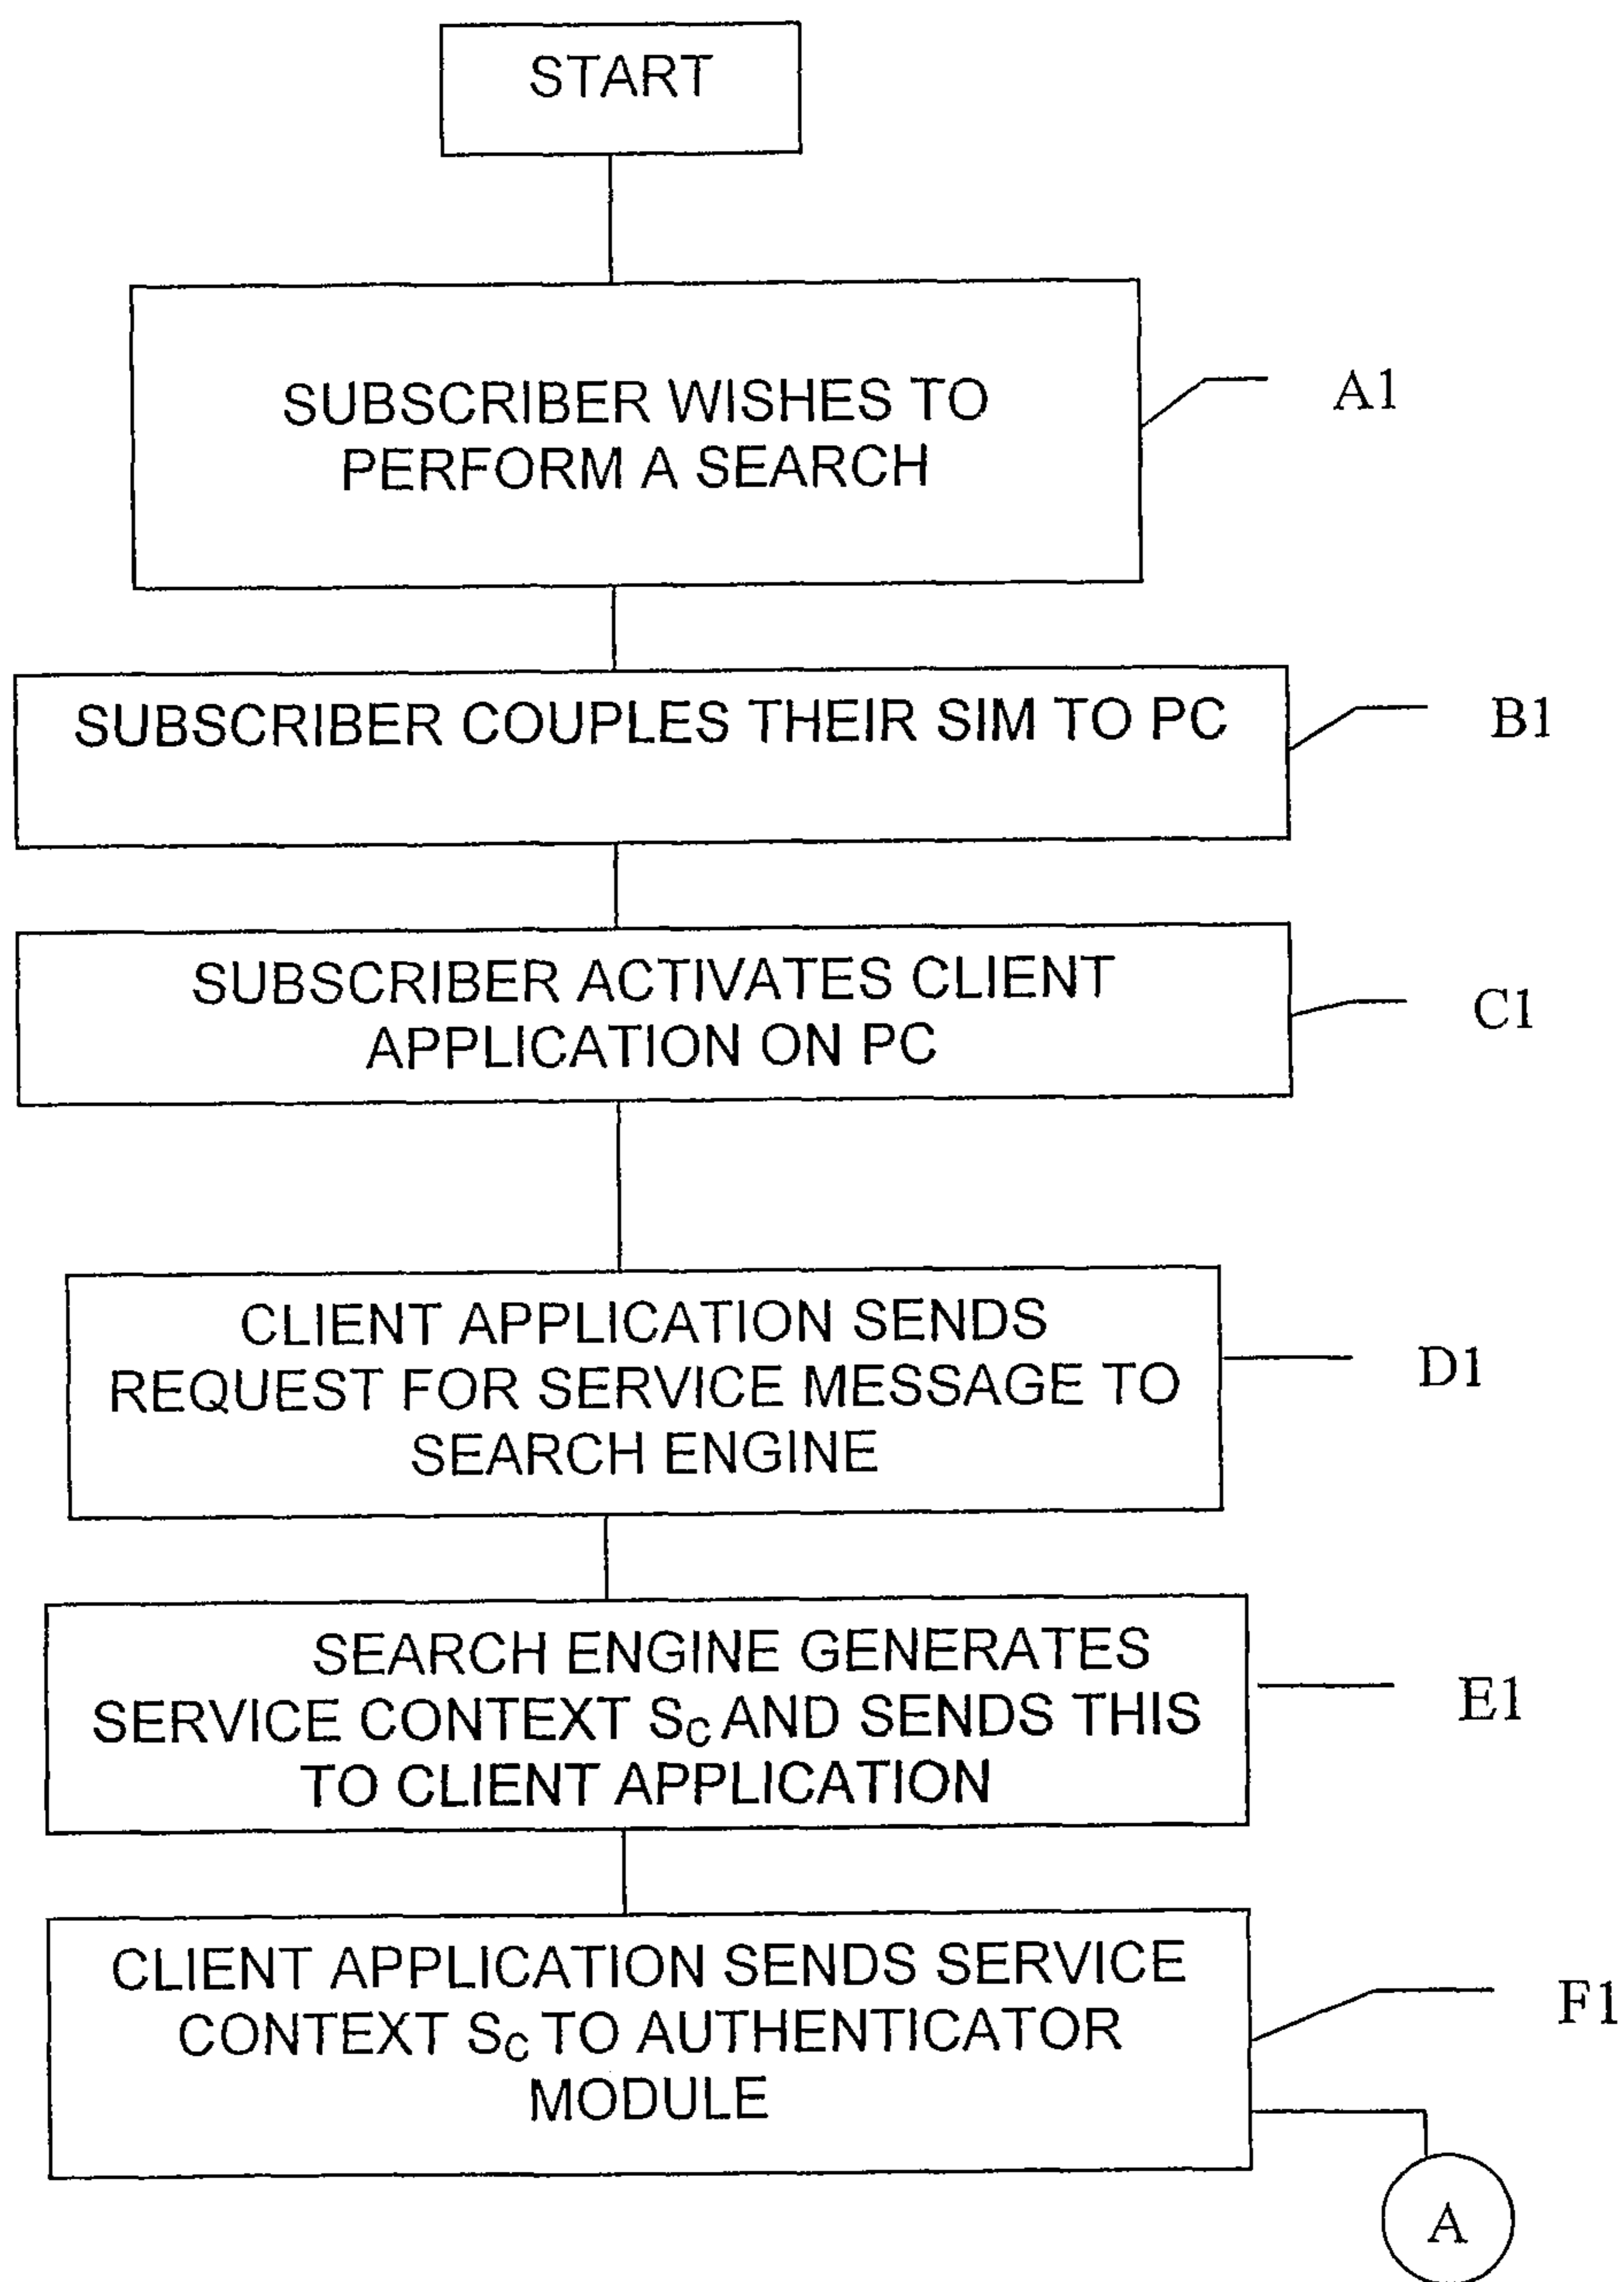 START
SUBSCRIBER WISHES TO
PERFORM A SEARCH
A1
SUBSCRIBER COUPLES THEIR SIM TO PC
B1
SUBSCRIBER ACTIVATES CLIENT
APPLICATION ON PC
C1
CLIENT APPLICATION SENDS
REQUEST FOR SERVICE MESSAGE TO
SEARCH ENGINE
D1
SEARCH ENGINE GENERATES
SERVICE CONTEXT SC AND SENDS THIS
TO CLIENT APPLICATION
E1
CLIENT APPLICATION SENDS SERVICE
CONTEXT SC TO AUTHENTICATOR
MODULE
F1
A